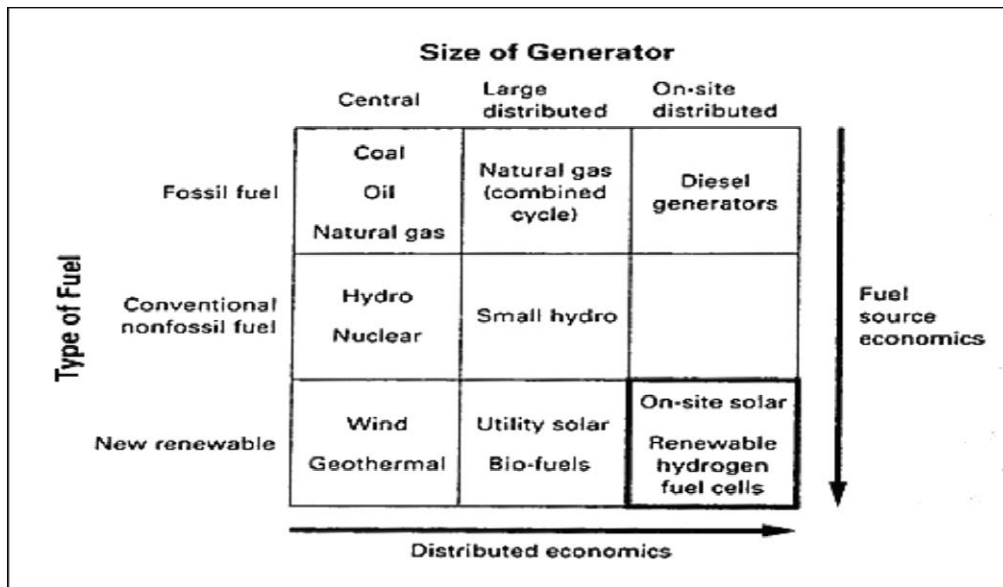 Size of Generator
Central
Large
distributed
On-site
distributed
Type of Fuel
Fossil fuel
Coal
Oil
Natural gas
Natural gas
(combined
cycle)
Diesel
generators
Conventional
nonfossil fuel
Hydro
Nuclear
Small hydro
New renewable
Wind
Geothermal
Utility solar
Bio-fuels
On-site solar
Renewable
hydrogen
fuel cells
Fuel
source
economics
Distributed economics